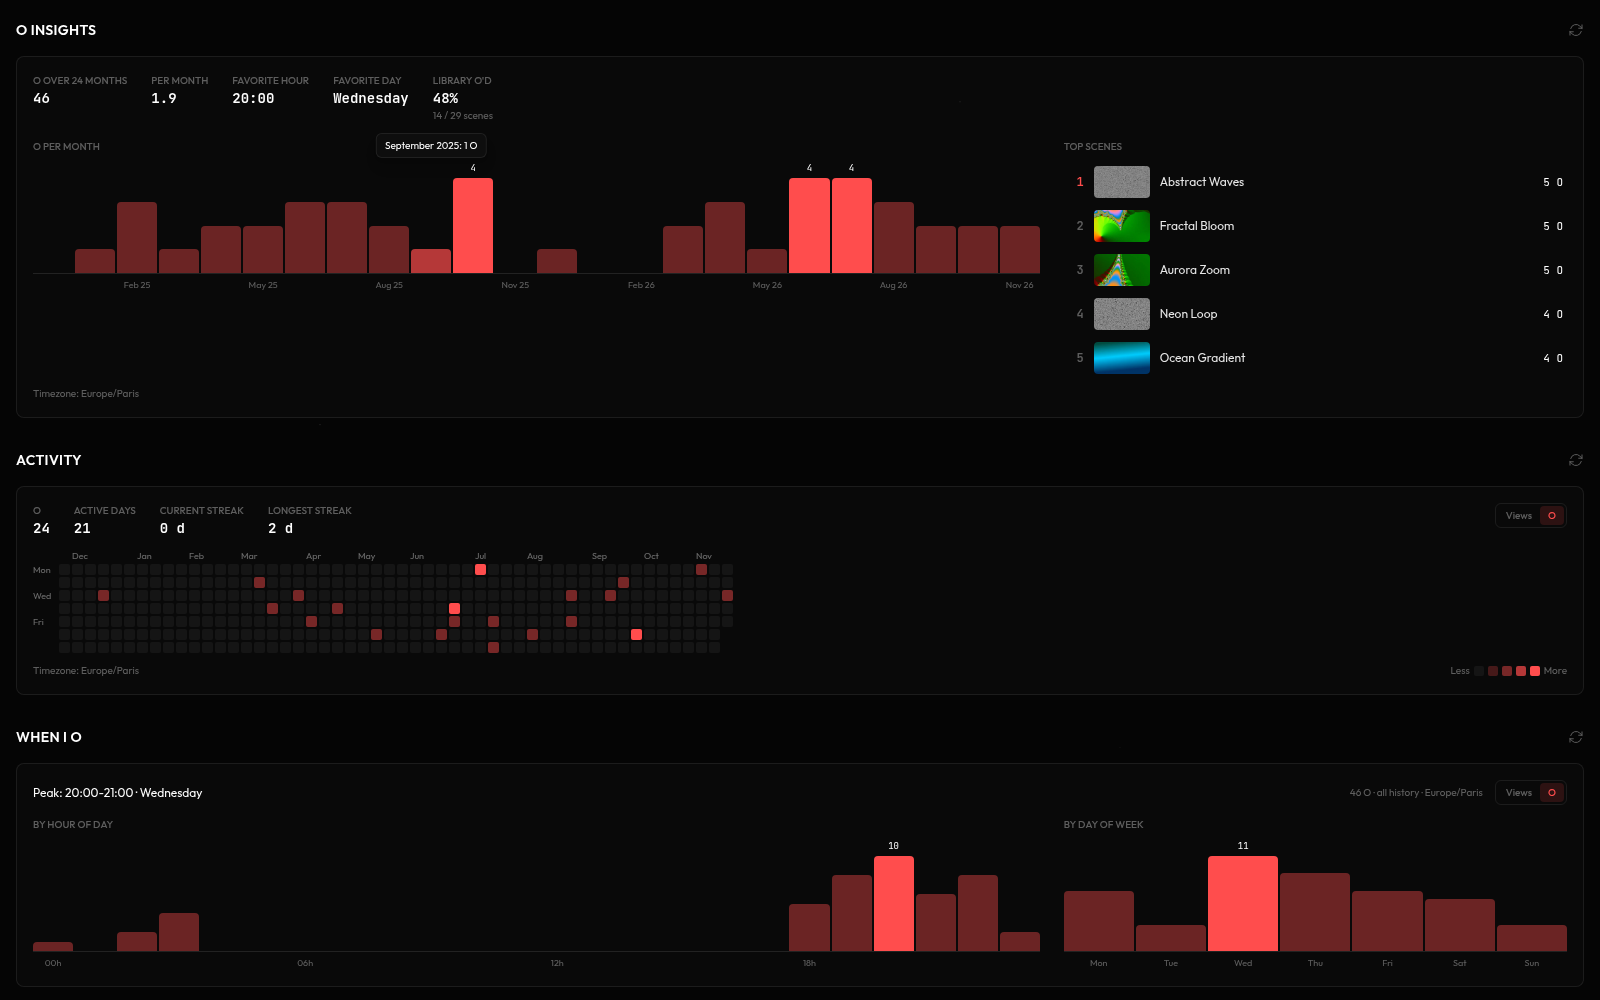 O INSIGHTS
O OVER 24 MONTHS PER MONTH FAVORITE HOUR FAVORITE DAY LIBRARY O'D
46 1.9 20:00 Wednesday 48%
14 / 29 scenes
O PER MONTH
September 2025: 1 O
4 4 4
Feb 25 May 25 Aug 25 Nov 25 Feb 26 May 26 Aug 26 Nov 26
Timezone: Europe/Paris
TOP SCENES
1 Abstract Waves 5 O
2 Fractal Bloom 5 O
3 Aurora Zoom 5 O
4 Neon Loop 4 O
5 Ocean Gradient 4 O
ACTIVITY
O ACTIVE DAYS CURRENT STREAK LONGEST STREAK
24 21 0 d 2 d
Views O
Dec Jan Feb Mar Apr May Jun Jul Aug Sep Oct Nov
Mon
Wed
Fri
Timezone: Europe/Paris
Less More
WHEN I O
Peak: 20:00-21:00 · Wednesday
46 O · all history · Europe/Paris
Views O
BY HOUR OF DAY
10
00h 06h 12h 18h
BY DAY OF WEEK
11
Mon Tue Wed Thu Fri Sat Sun